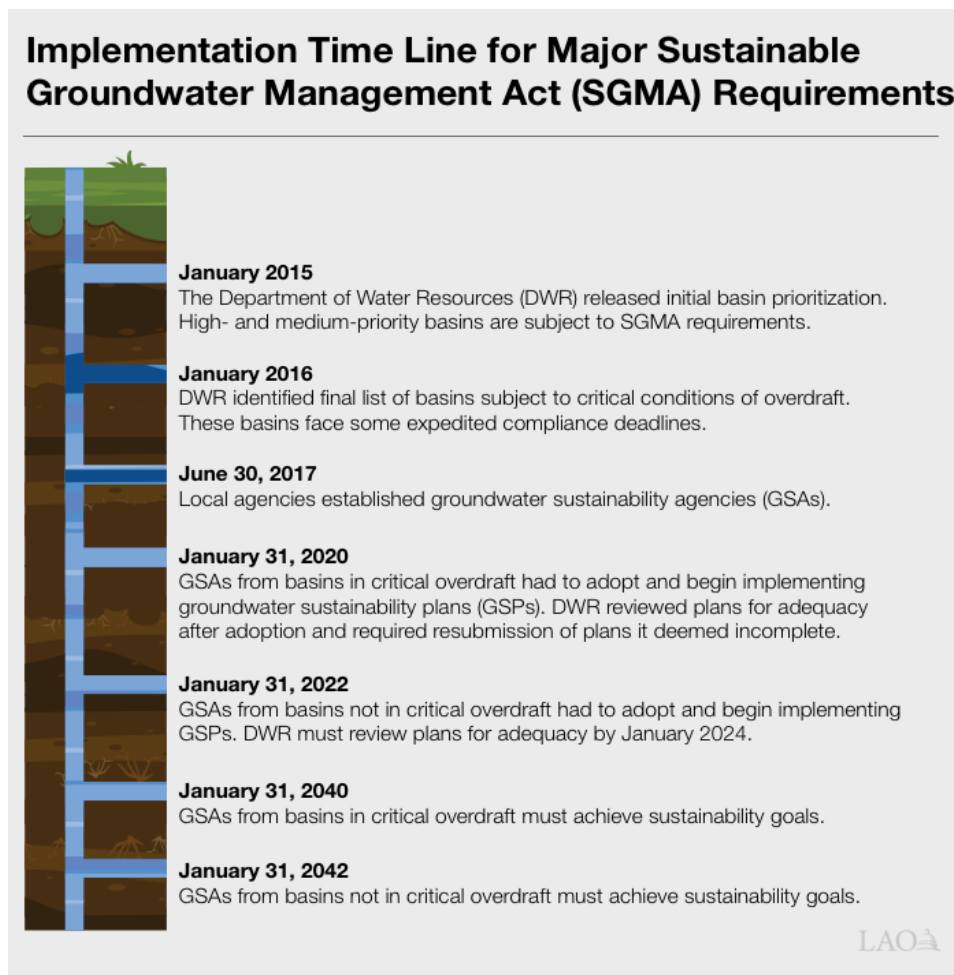 Implementation Time Line for Major Sustainable
Groundwater Management Act (SGMA) Requirements
January 2015
The Department of Water Resources (DWR) released initial basin prioritization.
High- and medium-priority basins are subject to SGMA requirements.
January 2016
DWR identified final list of basins subject to critical conditions of overdraft.
These basins face some expedited compliance deadlines.
June 30, 2017
Local agencies established groundwater sustainability agencies (GSAs).
January 31, 2020
GSAs from basins in critical overdraft had to adopt and begin implementing
groundwater sustainability plans (GSPs). DWR reviewed plans for adequacy
after adoption and required resubmission of plans it deemed incomplete.
January 31, 2022
GSAs from basins not in critical overdraft had to adopt and begin implementing
GSPs. DWR must review plans for adequacy by January 2024.
January 31, 2040
GSAs from basins in critical overdraft must achieve sustainability goals.
January 31, 2042
GSAs from basins not in critical overdraft must achieve sustainability goals.
LAO